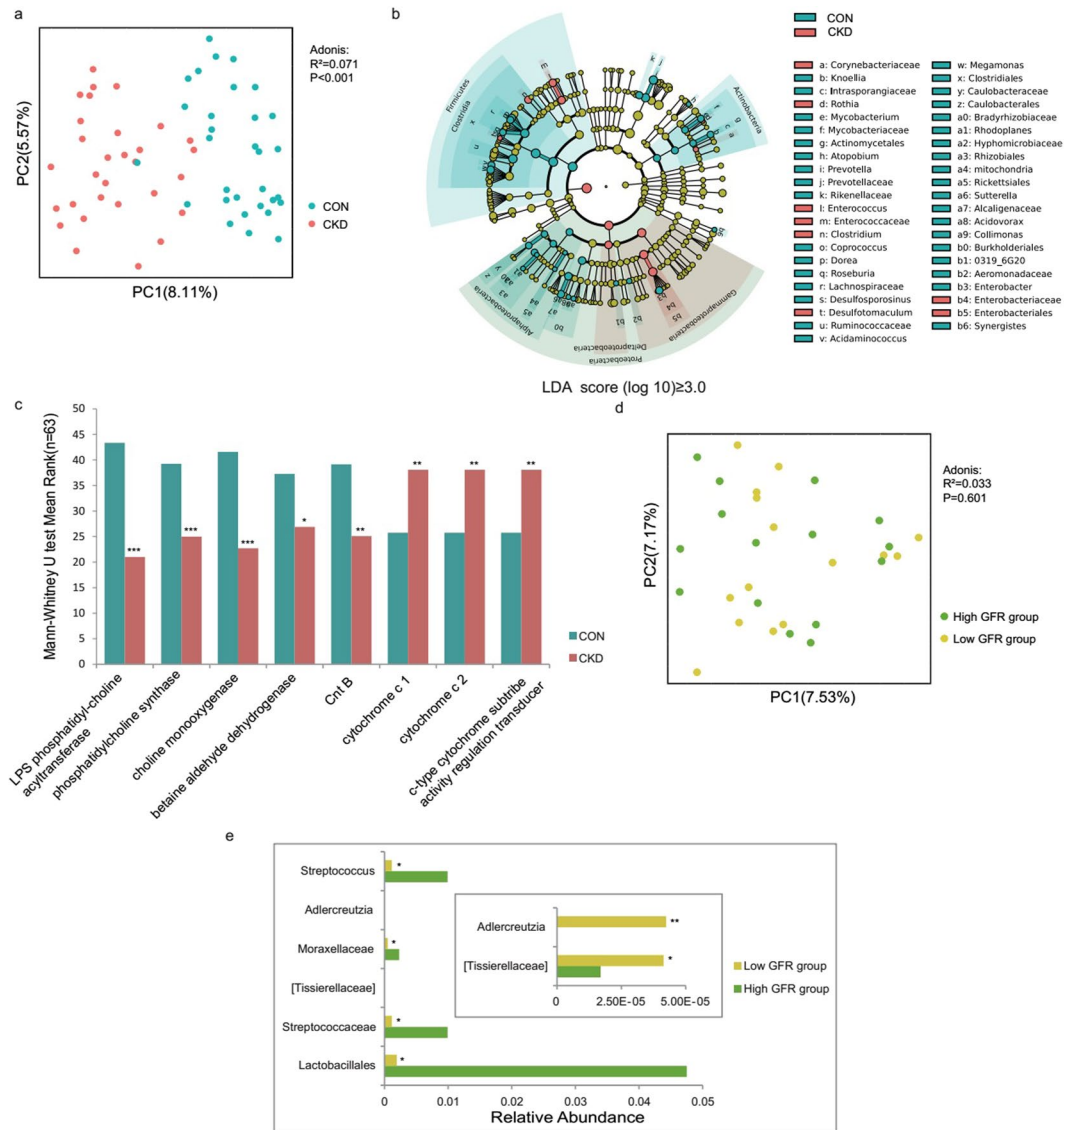 a
PC2(5.57%)
PC1(8.11%)
Adonis:
R²=0.071
P<0.001
CON
CKD
b
CON
CKD
Firmicutes
Clostridia
Actinobacteria
Alphaproteobacteria
Deltaproteobacteria
Proteobacteria
Gammaproteobacteria
a: Corynebacteriaceae
b: Knoellia
c: Intrasporangiaceae
d: Rothia
e: Mycobacterium
f: Mycobacteriaceae
g: Actinomycetales
h: Atopobium
i: Prevotella
j: Prevotellaceae
k: Rikenellaceae
l: Enterococcus
m: Enterococcaceae
n: Clostridium
o: Coprococcus
p: Dorea
q: Roseburia
r: Lachnospiraceae
s: Desulfosporosinus
t: Desulfotomaculum
u: Ruminococcaceae
v: Acidaminococcus
w: Megamonas
x: Clostridiales
y: Caulobacteraceae
z: Caulobacterales
a0: Bradyrhizobiaceae
a1: Rhodoplanes
a2: Hyphomicrobiaceae
a3: Rhizobiales
a4: mitochondria
a5: Rickettsiales
a6: Sutterella
a7: Alcaligenaceae
a8: Acidovorax
a9: Collimonas
b0: Burkholderiales
b1: 0319_6G20
b2: Aeromonadaceae
b3: Enterobacter
b4: Enterobacteriaceae
b5: Enterobacteriales
b6: Synergistes
LDA score (log 10)≥3.0
c
Mann-Whitney U test Mean Rank(n=63)
50
45
40
35
30
25
20
15
10
5
0
***
***
***
*
**
**
**
**
LPS phosphatidyl-choline
acyltransferase
phosphatidylcholine synthase
choline monooxygenase
betaine aldehyde dehydrogenase
Cnt B
cytochrome c 1
cytochrome c 2
c-type cytochrome subtribe
activity regulation transducer
CON
CKD
d
PC2(7.17%)
PC1(7.53%)
Adonis:
R²=0.033
P=0.601
High GFR group
Low GFR group
e
Streptococcus
*
Adlercreutzia
Moraxellaceae
*
[Tissierellaceae]
Streptococcaceae
*
Lactobacillales
*
0 0.01 0.02 0.03 0.04 0.05
Relative Abundance
Adlercreutzia
**
[Tissierellaceae]
*
0 2.50E-05 5.00E-05
Low GFR group
High GFR group